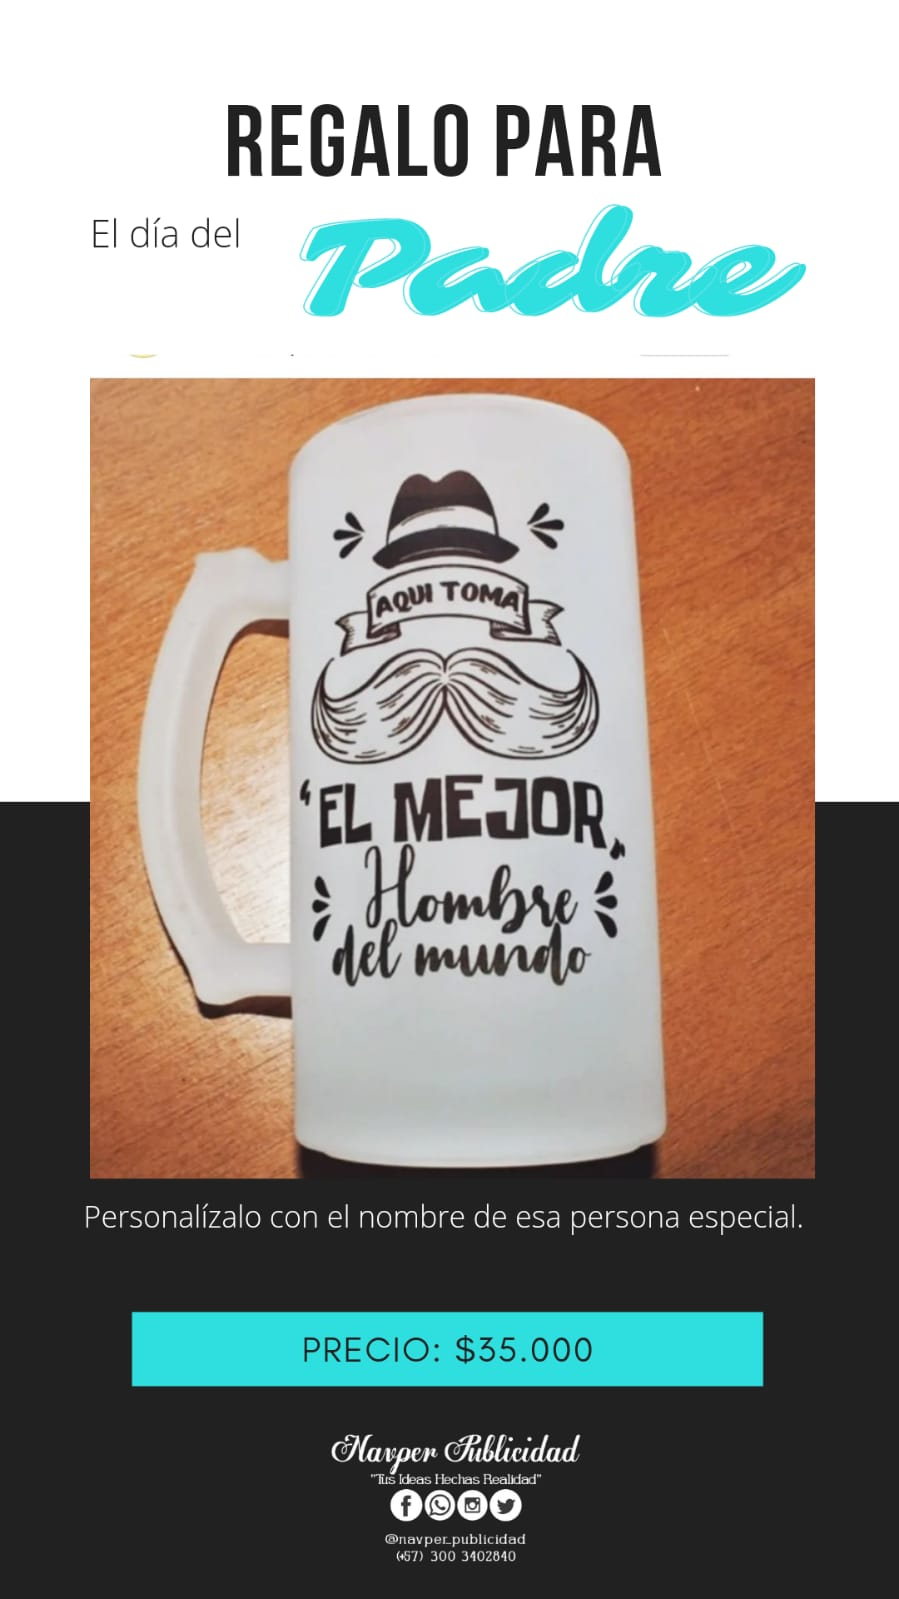 REGALO PARA
El día del
Padre
AQUI TOMA
"EL MEJOR"
Hombre
del mundo
Personalízalo con el nombre de esa persona especial.
PRECIO: $35.000
Navper Publicidad
"Tus Ideas Hechas Realidad"
@navper_publicidad
(+57) 300 3402840